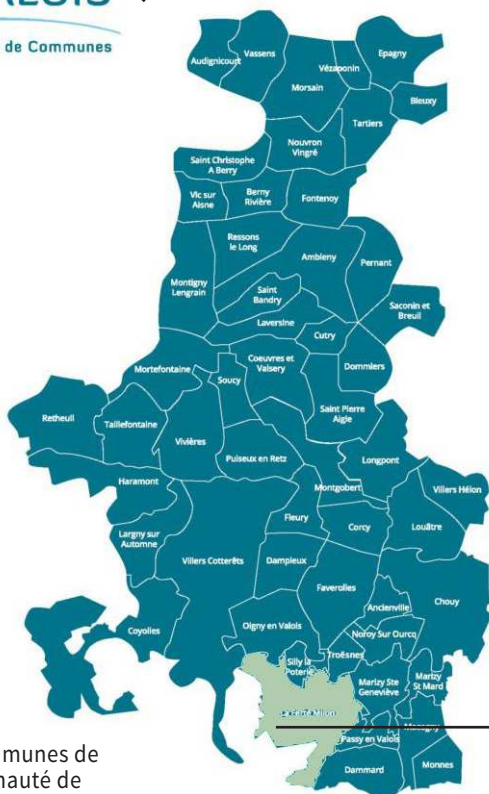 de Communes
Audignicourt
Vassens
Vézaponin
Epagny
Morsain
Bieuxy
Tartiers
Nouvron
Vingré
Saint Christophe
A Berry
Vic sur
Aisne
Berny
Rivière
Fontenoy
Ressons
le Long
Ambleny
Pernant
Montigny
Lengrain
Saint
Bandry
Saconin et
Breuil
Laversine
Cutry
Mortefontaine
Coeuvres et
Valsery
Dommiers
Soucy
Retheuil
Taillefontaine
Saint Pierre
Aigle
Vivières
Puiseux en Retz
Longpont
Haramont
Montgobert
Villers Hélon
Fleury
Corcy
Louâtre
Largny sur
Automne
Villers Cotterêts
Dampleux
Faverolles
Chouy
Ancienville
Coyolles
Oigny en Valois
Noroy Sur Ourcq
Silly la
Poterie
Troësnes
Marizy Ste
Geneviève
Marizy
St Mard
La Ferté Milon
Passy en Valois
Dammard
Monnes
munes de
nauté de